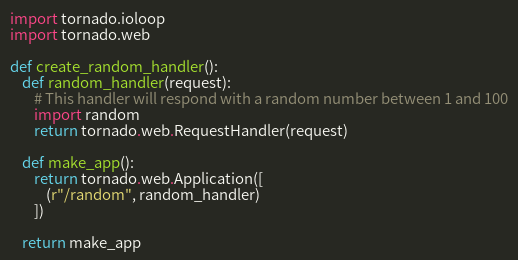 import tornado.ioloop
import tornado.web

def create_random_handler():
    def random_handler(request):
        # This handler will respond with a random number between 1 and 100
        import random
        return tornado.web.RequestHandler(request)

    def make_app():
        return tornado.web.Application([
            (r"/random", random_handler)
        ])

    return make_app